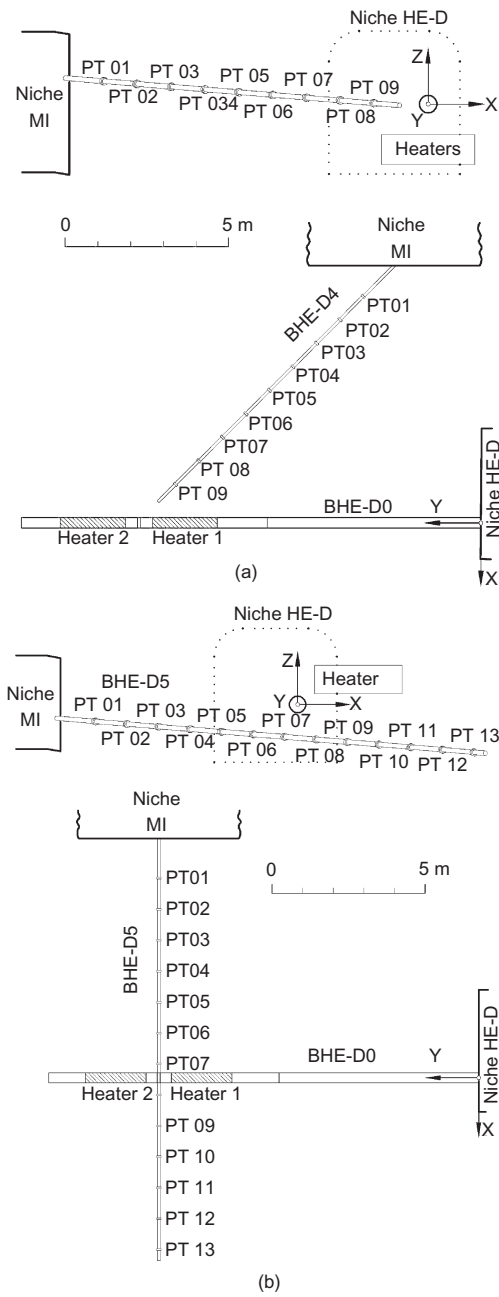 Niche HE-D
Niche
MI
PT 01
PT 03
PT 05
PT 07
PT 09
PT 02
PT 034
PT 06
PT 08
Z
Y
X
Heaters
0
5 m
Niche
MI
BHE-D4
PT01
PT02
PT03
PT04
PT05
PT06
PT07
PT 08
PT 09
BHE-D0
Y
Niche HE-D
X
Heater 2
Heater 1
(a)
Niche HE-D
Niche
MI
BHE-D5
Z
Heater
Y
X
PT 01
PT 03
PT 05
PT 07
PT 09
PT 11
PT 13
PT 02
PT 04
PT 06
PT 08
PT 10
PT 12
Niche
MI
0
5 m
BHE-D5
PT01
PT02
PT03
PT04
PT05
PT06
PT07
BHE-D0
Y
Niche HE-D
X
Heater 2
Heater 1
PT 09
PT 10
PT 11
PT 12
PT 13
(b)